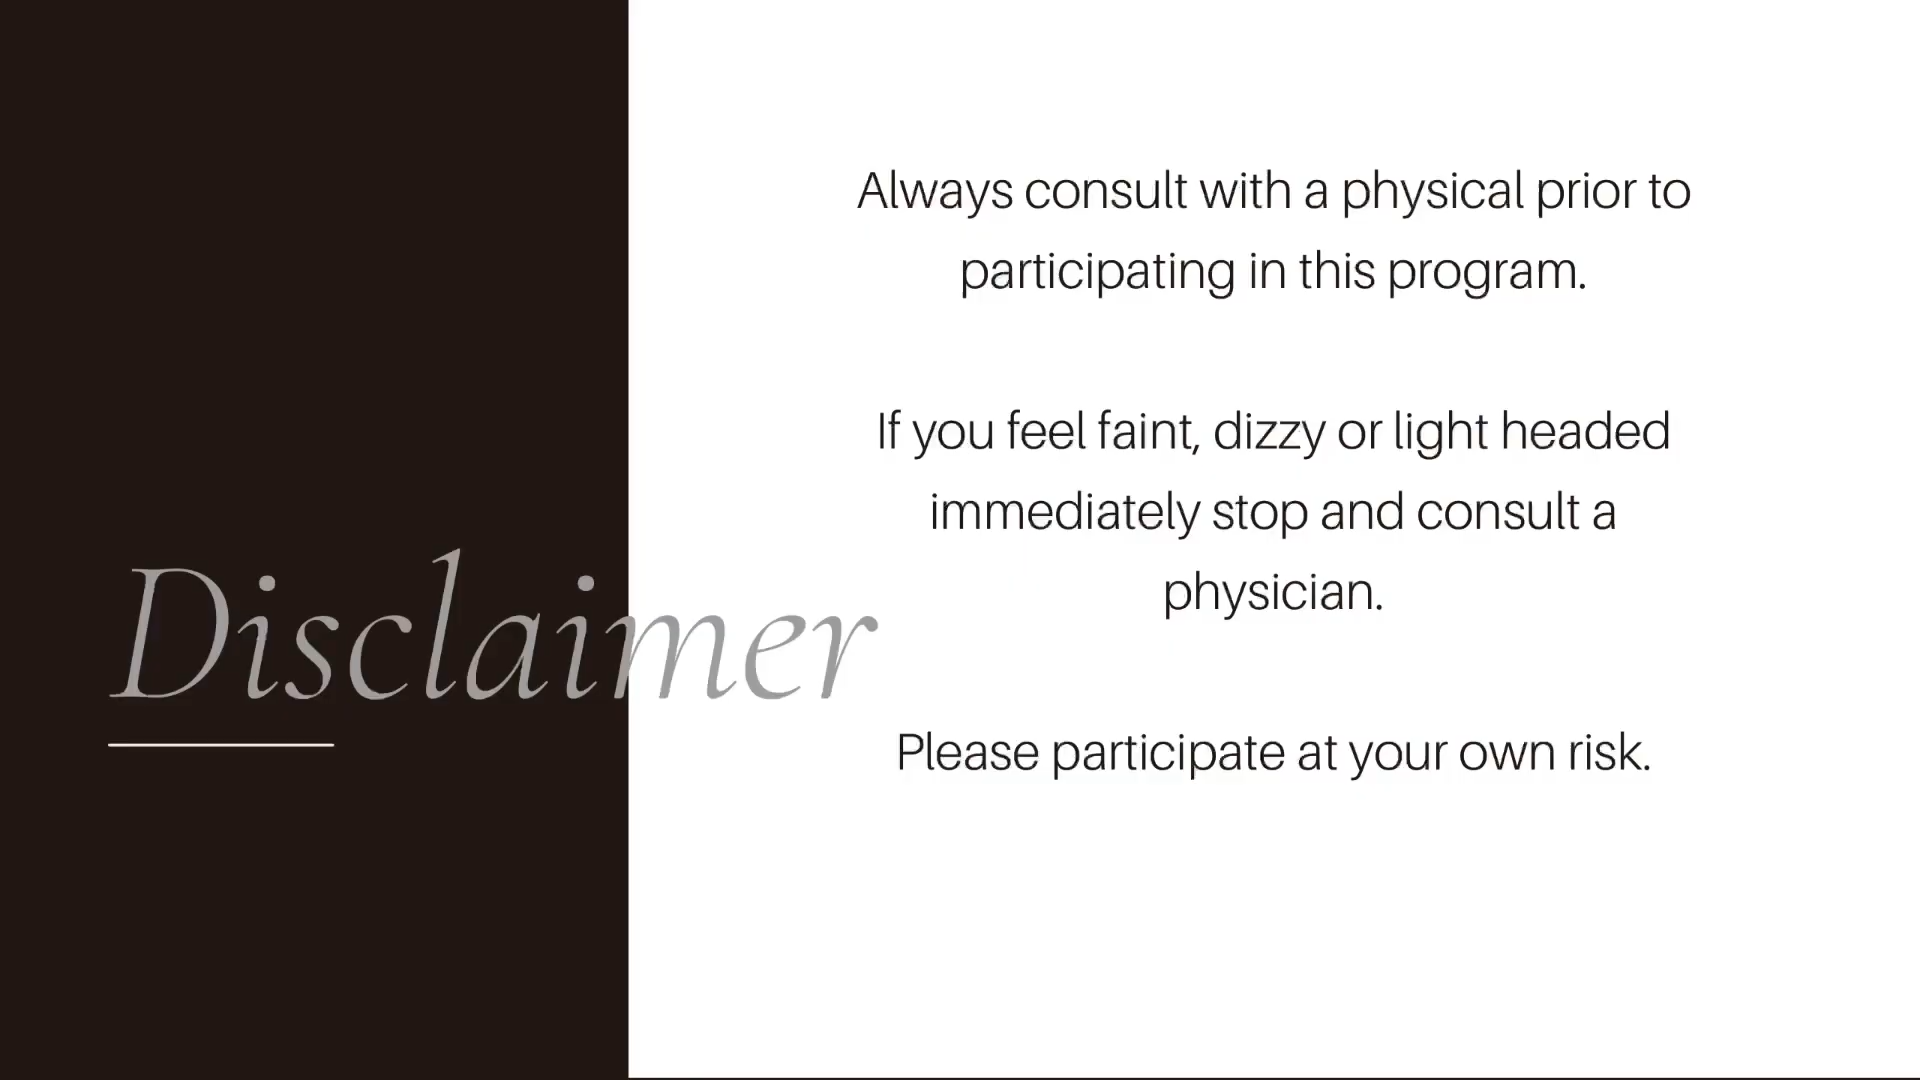 Disclaimer
Always consult with a physical prior to
participating in this program.
If you feel faint, dizzy or light headed
immediately stop and consult a
physician.
Please participate at your own risk.